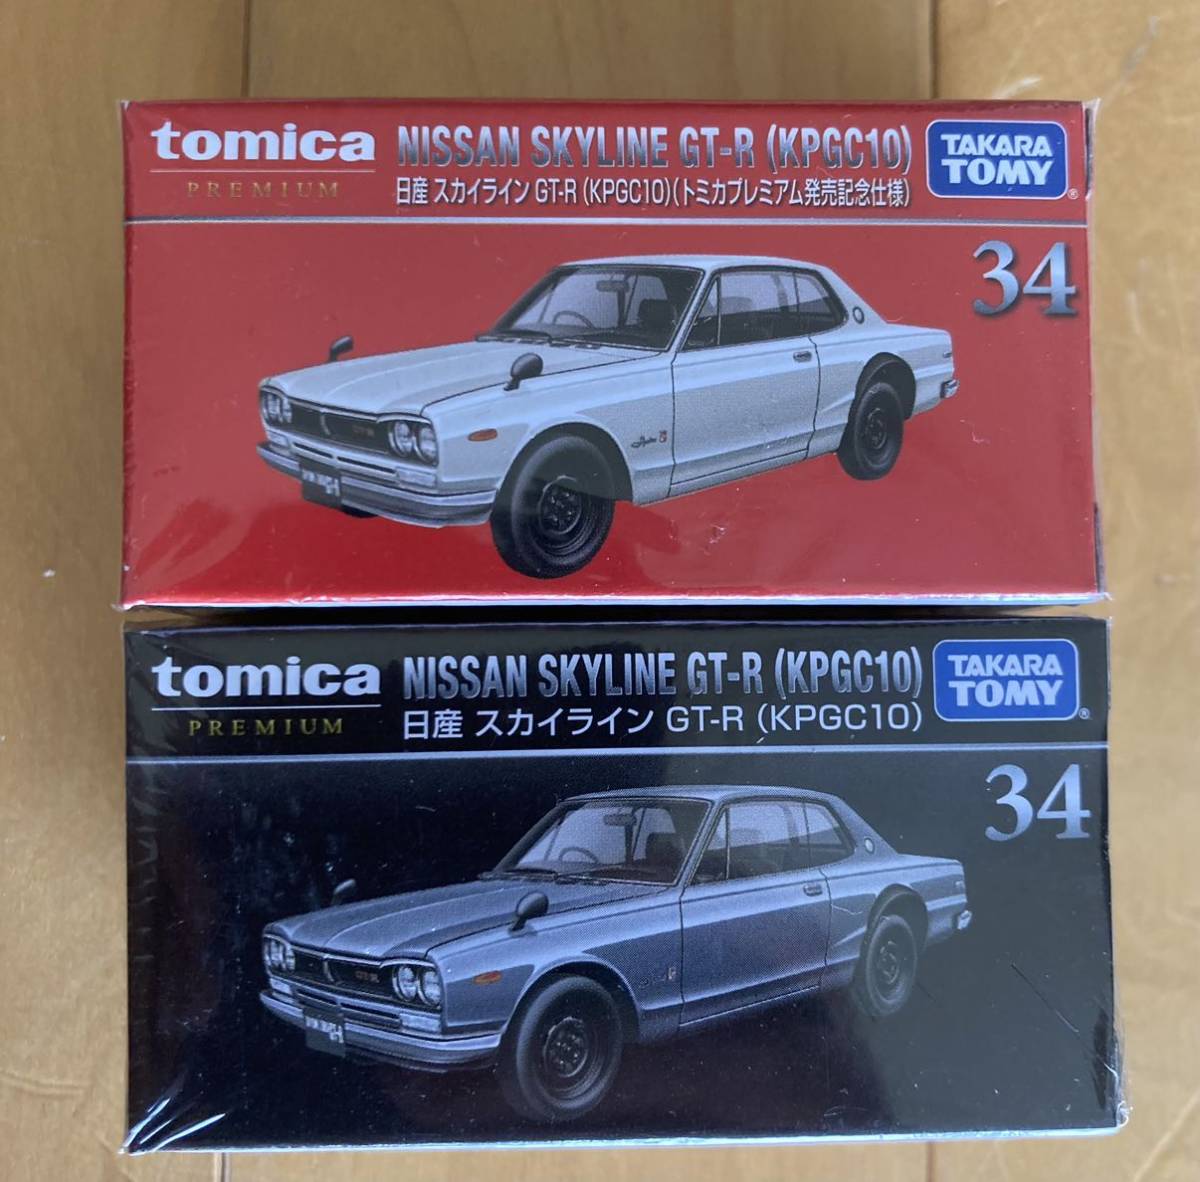 tomica
PREMIUM
NISSAN SKYLINE GT-R (KPGC10)
日産 スカイライン GT-R (KPGC10)(トミカプレミアム発売記念仕様)
TAKARA
TOMY®
34
GT-R
tomica
PREMIUM
NISSAN SKYLINE GT-R (KPGC10)
日産 スカイライン GT-R (KPGC10)
TAKARA
TOMY®
34
GT-R